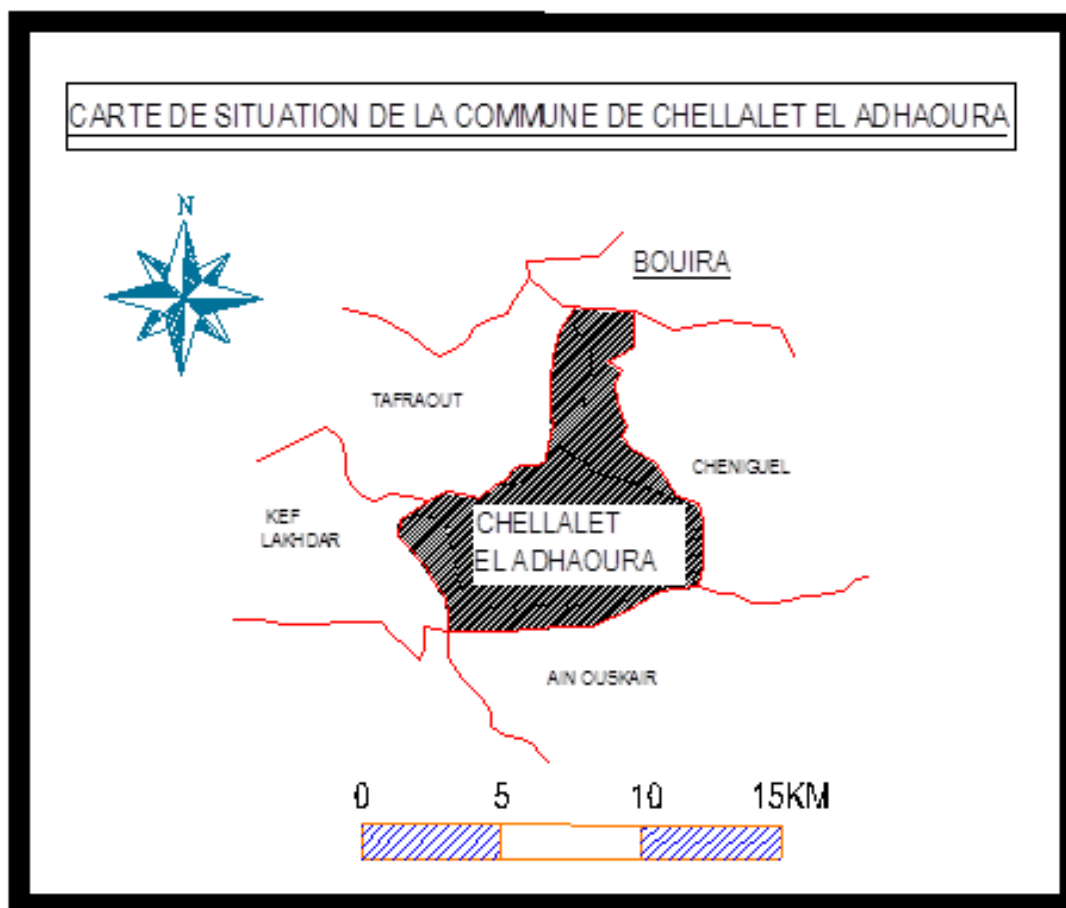 CARTE DE SITUATION DE LA COMMUNE DE CHELLALET EL ADHAOURA
N
BOUIRA
TAFRAOUT
CHENIGUEL
KEF
LAKHDAR
CHELLALET
EL ADHAOURA
AIN OUSKAIR
0 5 10 15KM